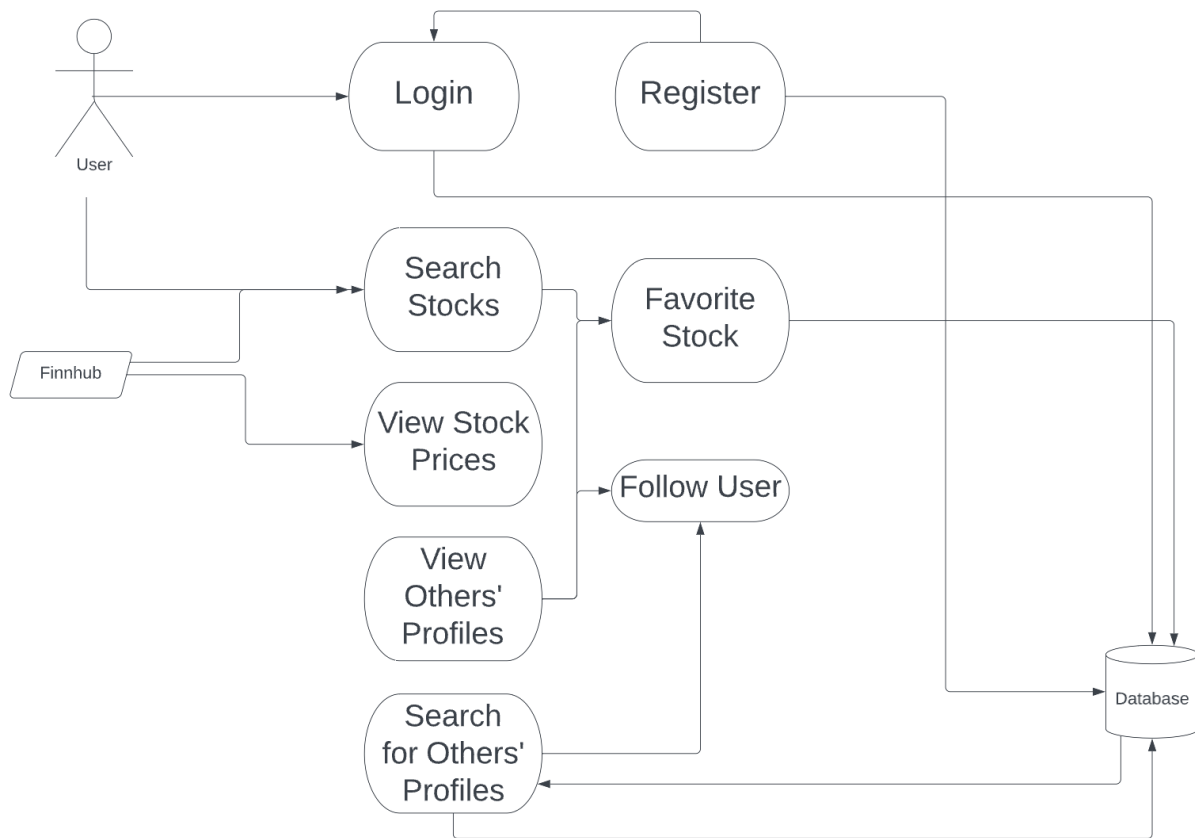 Login
Register
User
Search
Stocks
Favorite
Stock
Finnhub
View Stock
Prices
Follow User
View
Others'
Profiles
Search
for Others'
Profiles
Database